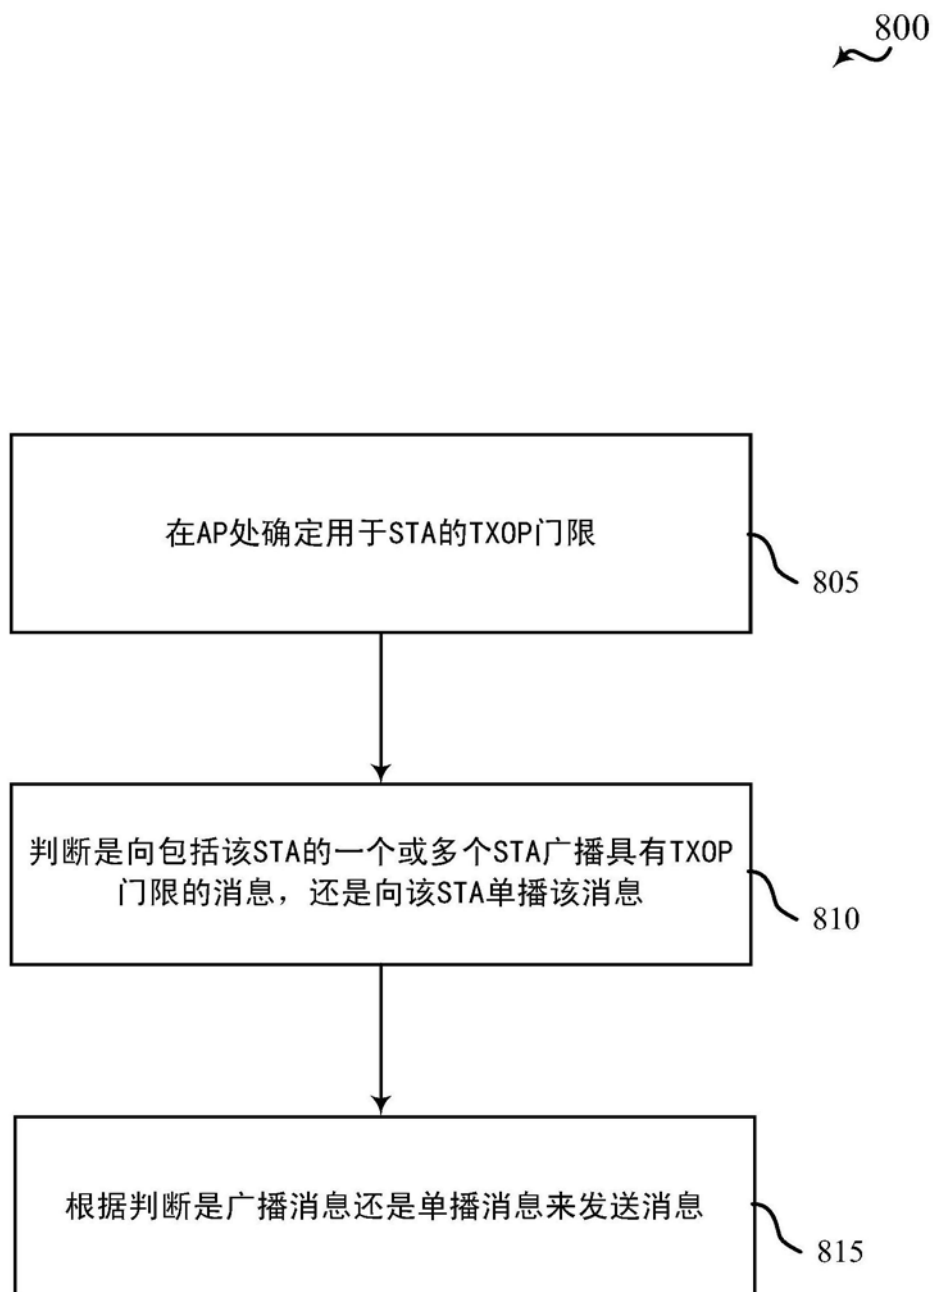 800
在AP处确定用于STA的TXOP门限
805
判断是向包括该STA的一个或多个STA广播具有TXOP
门限的消息，还是向该STA单播该消息
810
根据判断是广播消息还是单播消息来发送消息
815